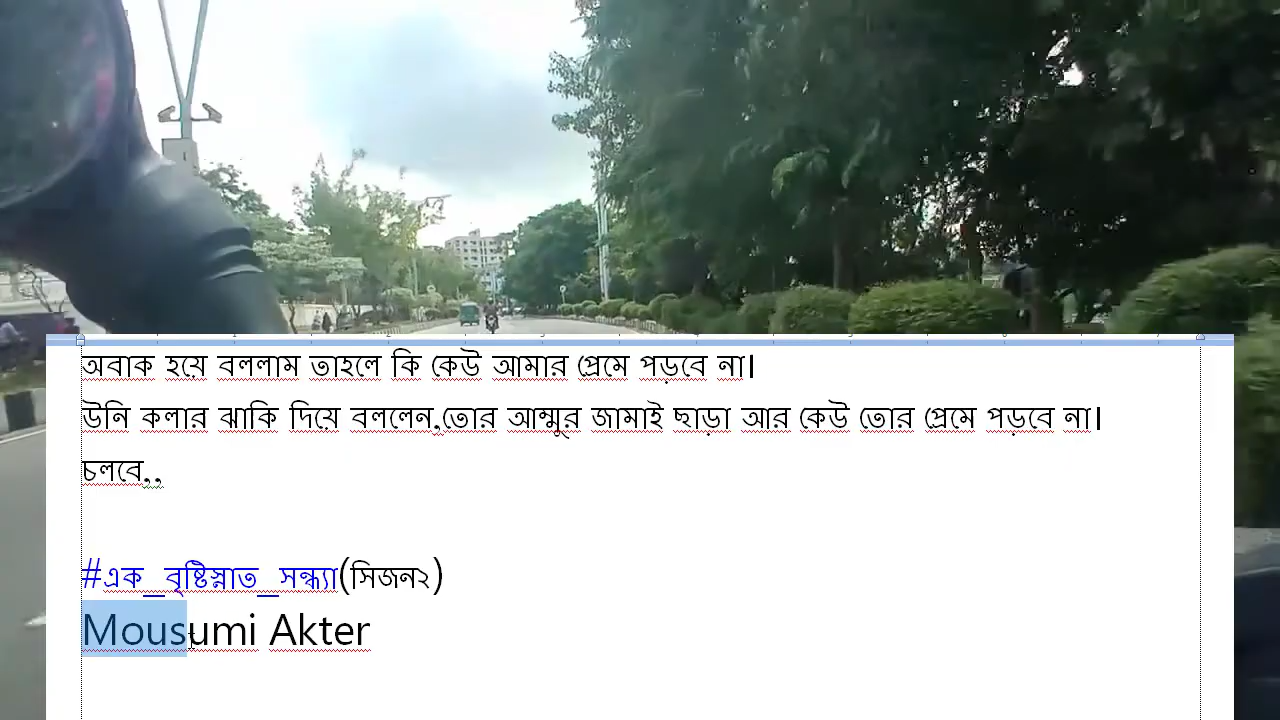 অবাক হয়ে বললাম তাহলে কি কেউ আমার প্রেমে পড়বে না।
উনি কলার ঝাকি দিয়ে বললেন,তোর আম্মুর জামাই ছাড়া আর কেউ তোর প্রেমে পড়বে না।
চলবে,,
#এক_বৃষ্টিস্নাত_সন্ধ্যা(সিজন২)
Mousumi Akter